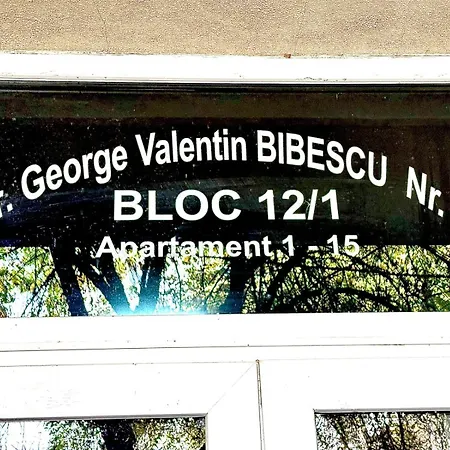 r. George Valentin BIBESCU Nr.
BLOC 12/1
Apartament 1 - 15